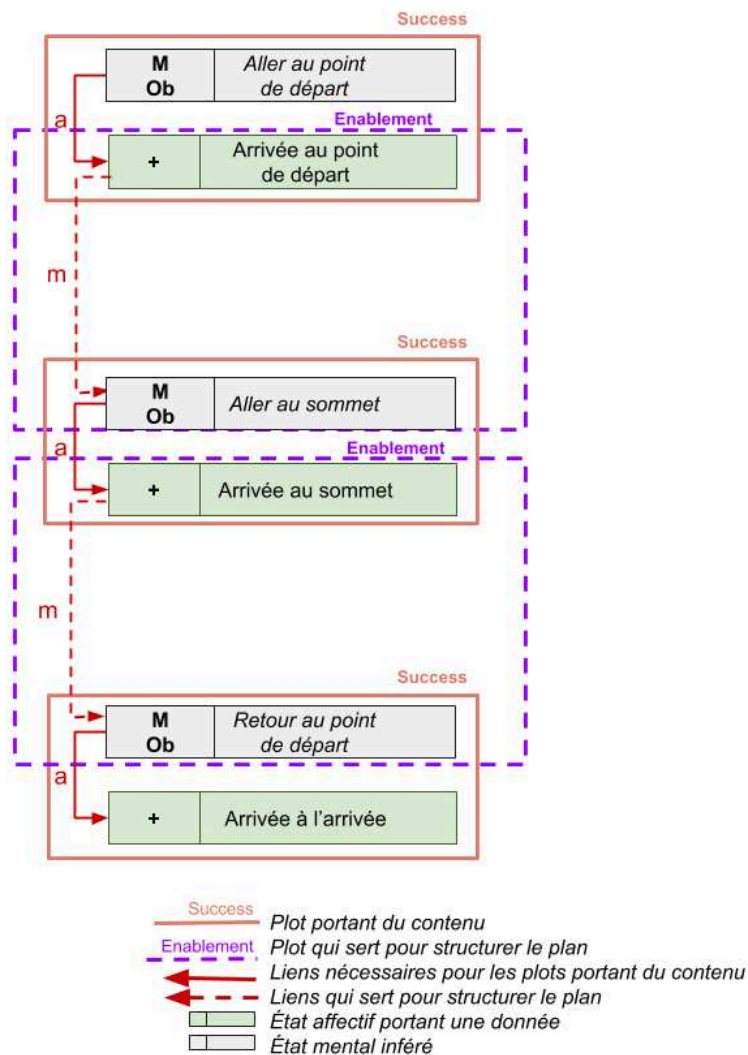 Success
M
Ob
Aller au point
de départ
a
Enablement
+
Arrivée au point
de départ
m
Success
M
Ob
Aller au sommet
a
Enablement
+
Arrivée au sommet
m
Success
M
Ob
Retour au point
de départ
a
+
Arrivée à l'arrivée
Success
Plot portant du contenu
Enablement
Plot qui sert pour structurer le plan
Liens nécessaires pour les plots portant du contenu
Liens qui sert pour structurer le plan
État affectif portant une donnée
État mental inféré